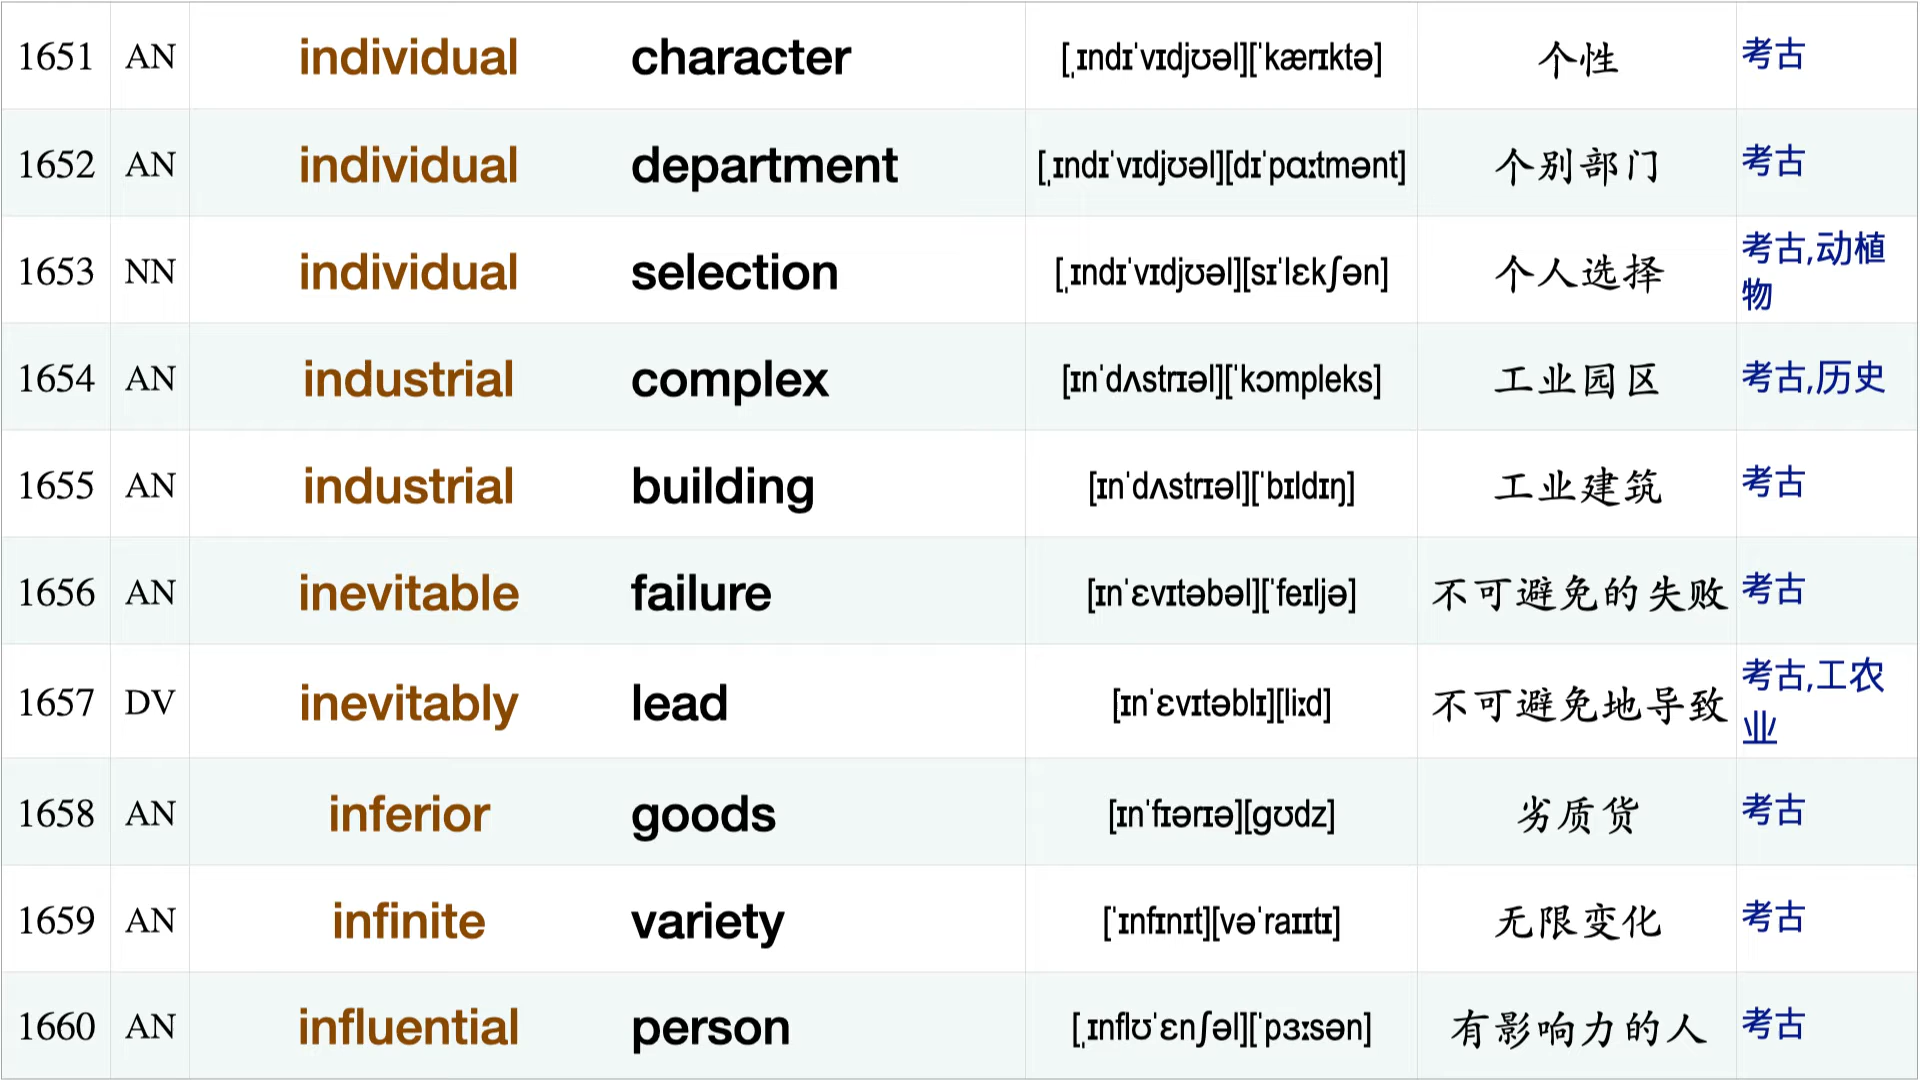 1651 AN individual character [ˌɪndɪˈvɪdjʊəl][ˈkærɪktə] 个性 考古
1652 AN individual department [ˌɪndɪˈvɪdjʊəl][dɪˈpɑːtmənt] 个别部门 考古
1653 NN individual selection [ˌɪndɪˈvɪdjʊəl][sɪˈlɛkʃən] 个人选择 考古,动植
物
1654 AN industrial complex [ɪnˈdʌstrɪəl][ˈkɔmpleks] 工业园区 考古,历史
1655 AN industrial building [ɪnˈdʌstrɪəl][ˈbɪldɪŋ] 工业建筑 考古
1656 AN inevitable failure [ɪnˈɛvɪtəbəl][ˈfeɪljə] 不可避免的失败 考古
1657 DV inevitably lead [ɪnˈɛvɪtəblɪ][liːd] 不可避免地导致 考古,工农
业
1658 AN inferior goods [ɪnˈfɪərɪə][gʊdz] 劣质货 考古
1659 AN infinite variety [ˈɪnfɪnɪt][vəˈraɪɪtɪ] 无限变化 考古
1660 AN influential person [ˌɪnflʊˈɛnʃəl][ˈpɜːsən] 有影响力的人 考古